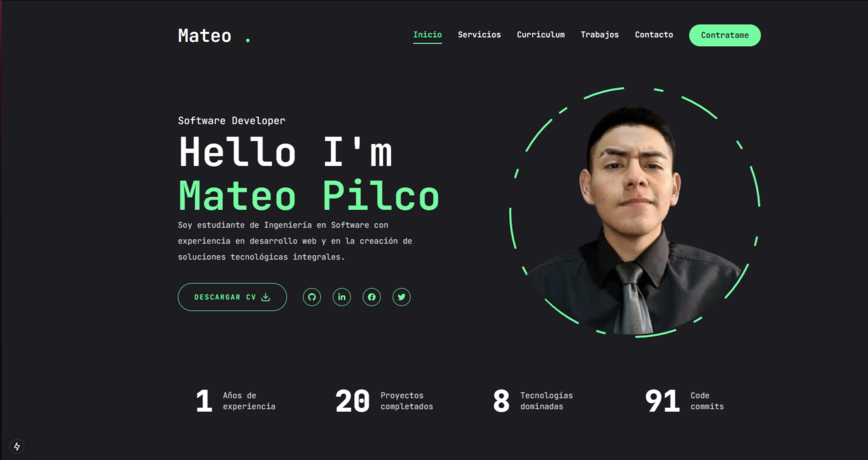 Mateo .
Inicio Servicios Curriculum Trabajos Contacto Contratame
Software Developer
Hello I'm
Mateo Pilco
Soy estudiante de Ingeniería en Software con
experiencia en desarrollo web y en la creación de
soluciones tecnológicas integrales.
DESCARGAR CV
1 Años de
experiencia
20 Proyectos
completados
8 Tecnologías
dominadas
91 Code
commits